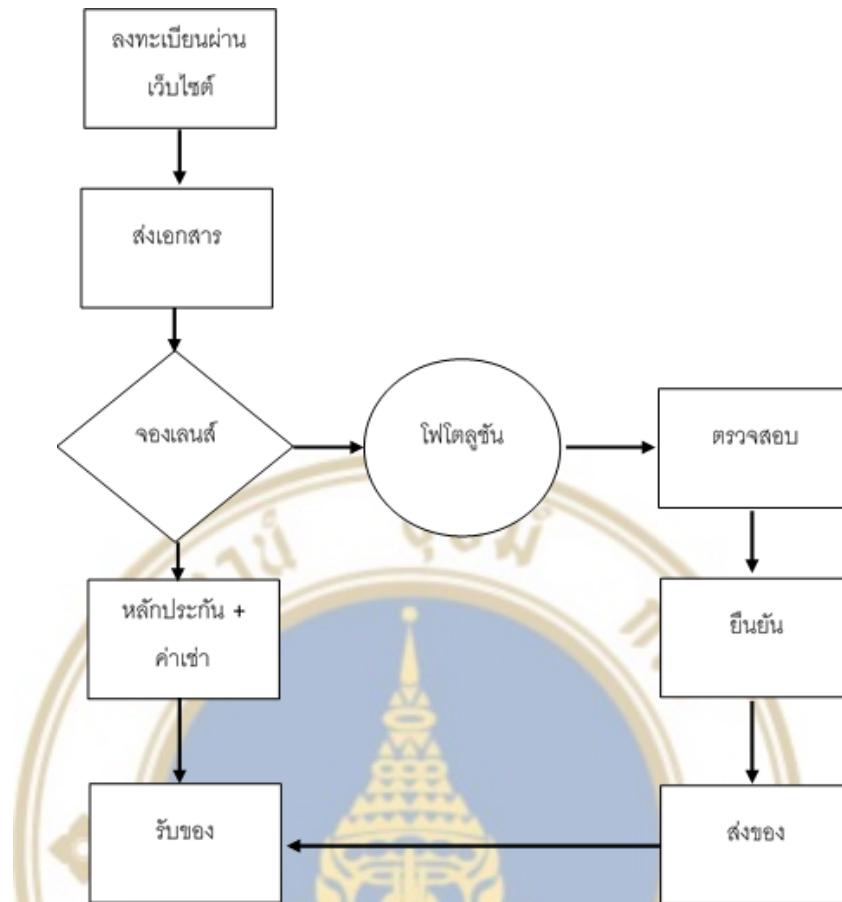 ลงทะเบียนผ่าน
เว็บไซต์
ส่งเอกสาร
จองเลนส์
โฟโตลูชัน
ตรวจสอบ
หลักประกัน +
ค่าเช่า
ยืนยัน
รับของ
ส่งของ